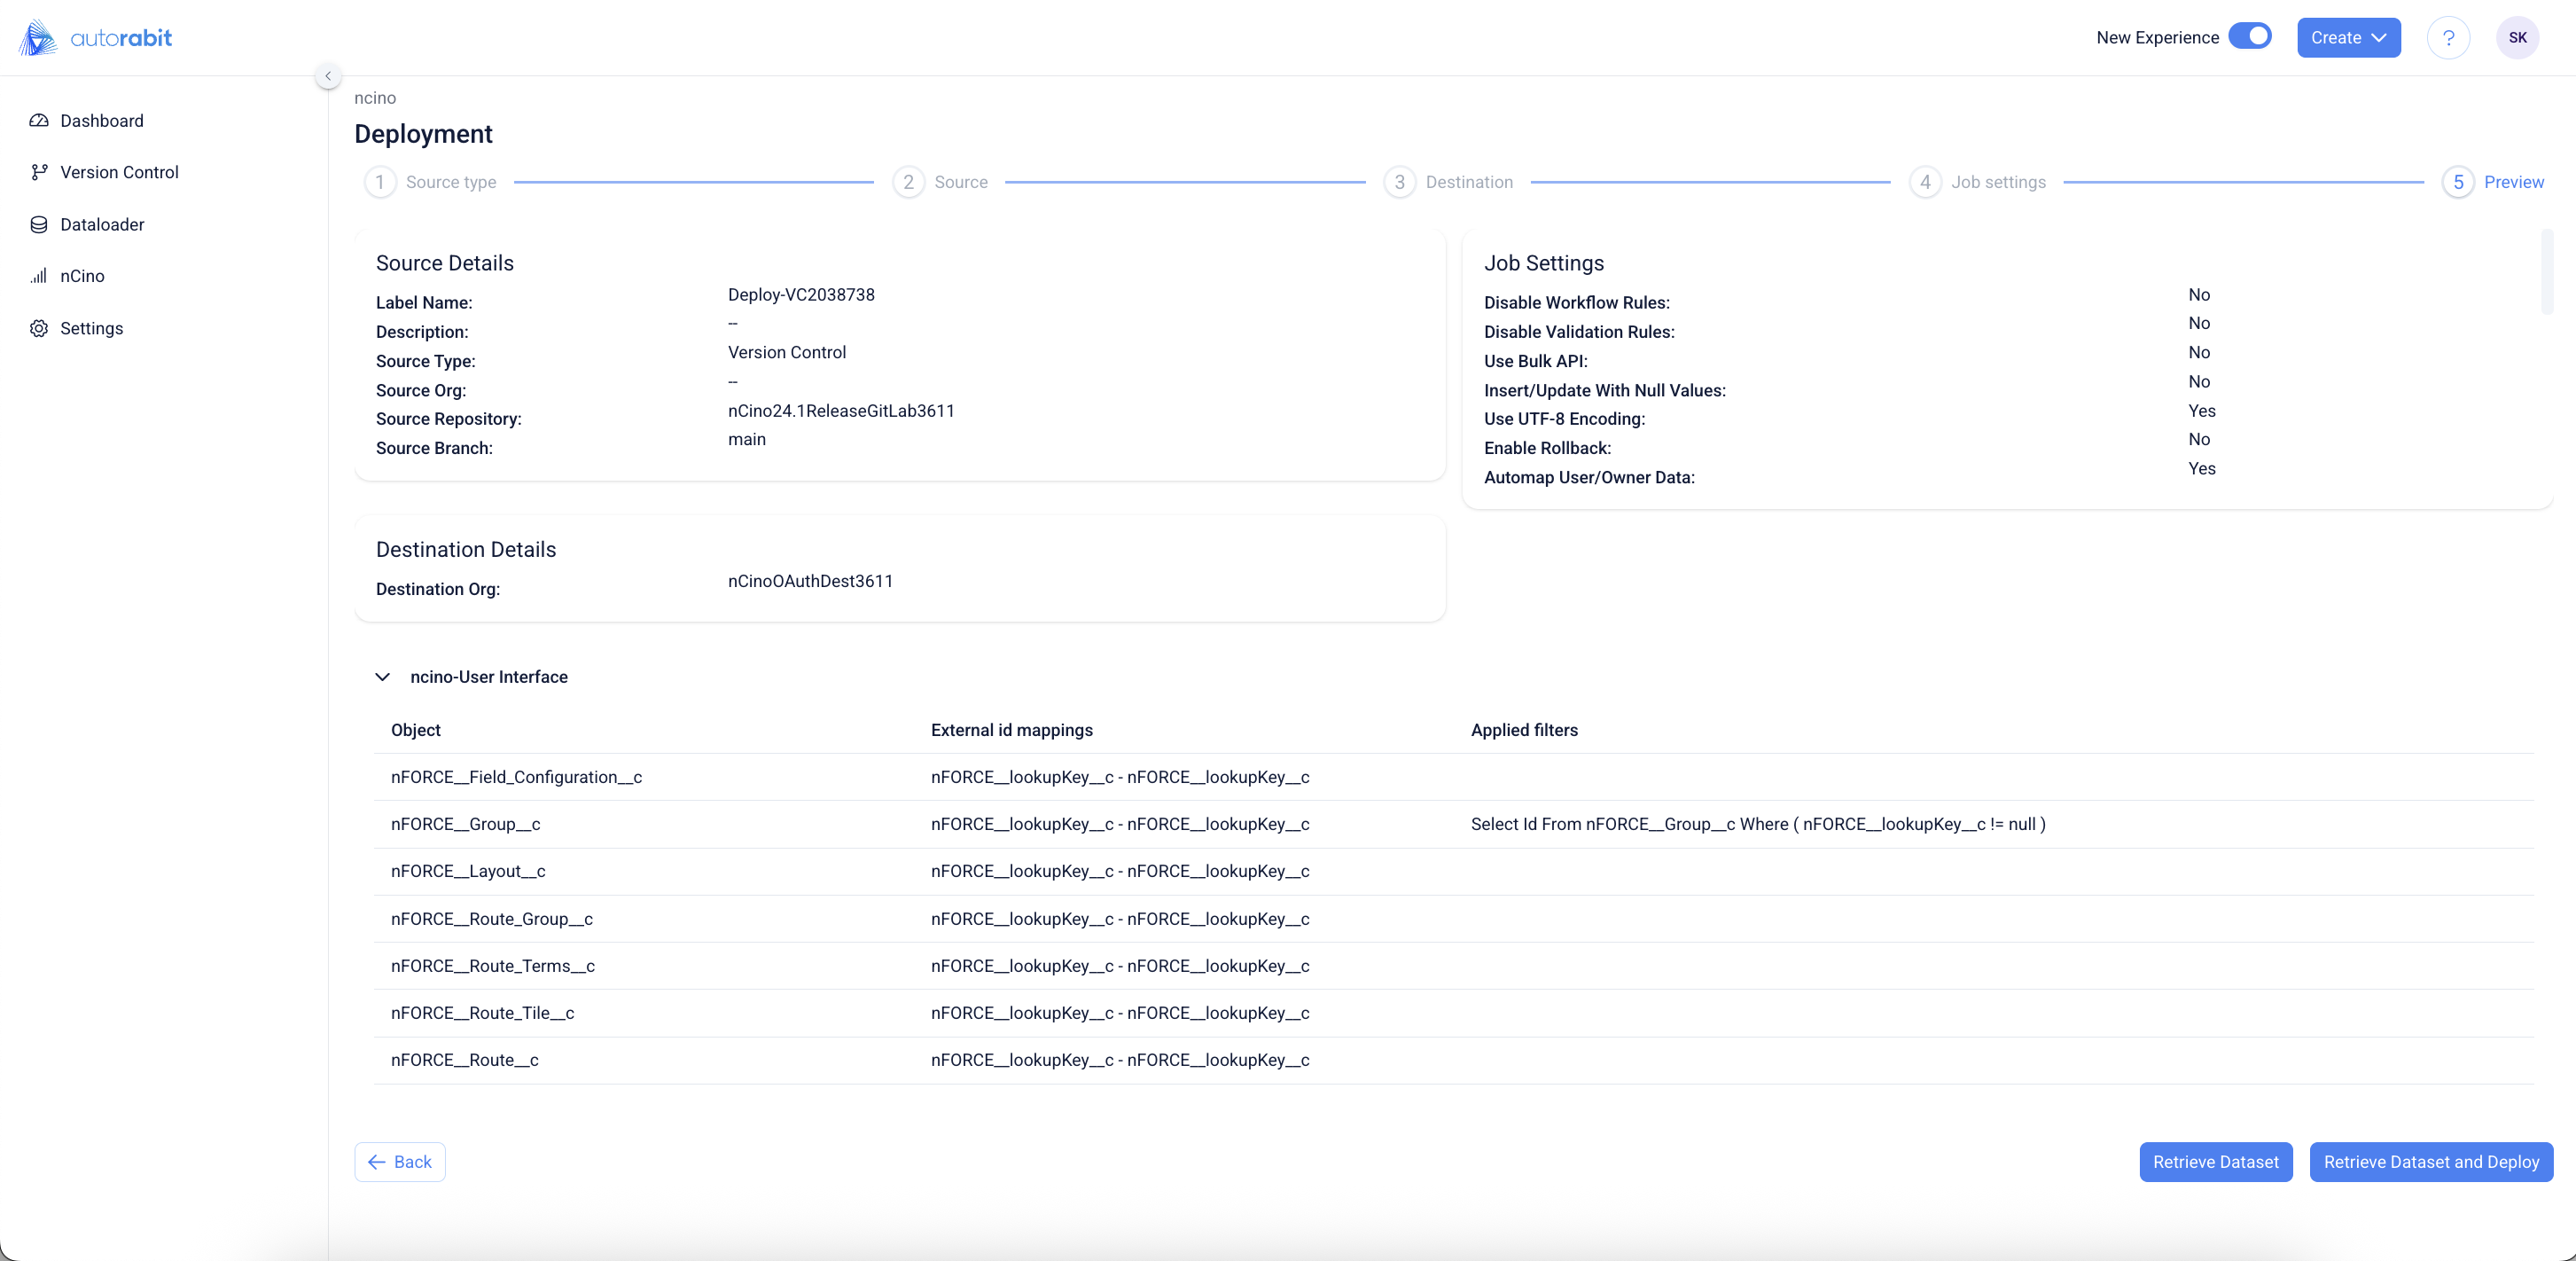 autorabit
New Experience
Create
?
SK
Dashboard
Version Control
Dataloader
nCino
Settings
ncino
Deployment
1 Source type 2 Source 3 Destination 4 Job settings 5 Preview
Source Details
Label Name: Deploy-VC2038738
Description: --
Source Type: Version Control
Source Org: --
Source Repository: nCino24.1ReleaseGitLab3611
Source Branch: main
Job Settings
Disable Workflow Rules: No
Disable Validation Rules: No
Use Bulk API: No
Insert/Update With Null Values: No
Use UTF-8 Encoding: Yes
Enable Rollback: No
Automap User/Owner Data: Yes
Destination Details
Destination Org: nCinoOAuthDest3611
ncino-User Interface
Object External id mappings Applied filters
nFORCE__Field_Configuration__c nFORCE__lookupKey__c - nFORCE__lookupKey__c
nFORCE__Group__c nFORCE__lookupKey__c - nFORCE__lookupKey__c Select Id From nFORCE__Group__c Where ( nFORCE__lookupKey__c != null )
nFORCE__Layout__c nFORCE__lookupKey__c - nFORCE__lookupKey__c
nFORCE__Route_Group__c nFORCE__lookupKey__c - nFORCE__lookupKey__c
nFORCE__Route_Terms__c nFORCE__lookupKey__c - nFORCE__lookupKey__c
nFORCE__Route_Tile__c nFORCE__lookupKey__c - nFORCE__lookupKey__c
nFORCE__Route__c nFORCE__lookupKey__c - nFORCE__lookupKey__c
Back
Retrieve Dataset
Retrieve Dataset and Deploy